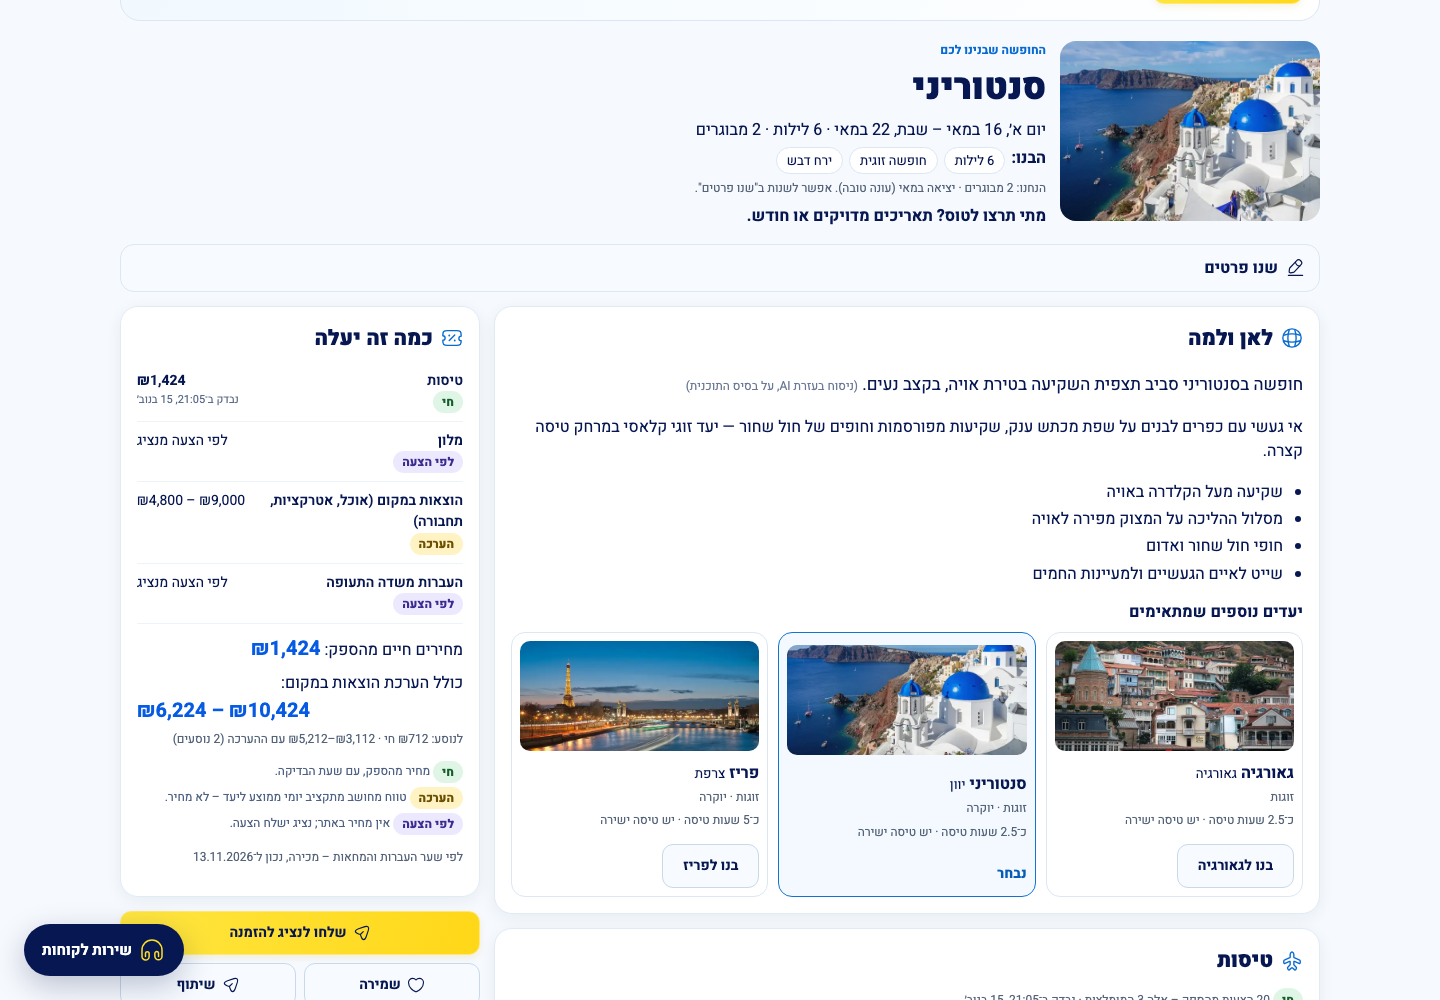 החופשה שבנינו לכם
סנטוריני
יום א׳, 16 במאי – שבת, 22 במאי · 6 לילות · 2 מבוגרים
הבנו: 6 לילות חופשה זוגית ירח דבש
הנחנו: 2 מבוגרים · יציאה במאי (עונה טובה). אפשר לשנות ב"שנו פרטים".
מתי תרצו לטוס? תאריכים מדויקים או חודש.
שנו פרטים
לאן ולמה
חופשה בסנטוריני סביב תצפית השקיעה בטירת אויה, בקצב נעים. (ניסוח בעזרת AI, על בסיס התוכנית)
אי געשי עם כפרים לבנים על שפת מכתש ענק, שקיעות מפורסמות וחופים של חול שחור — יעד זוגי קלאסי במרחק טיסה
קצרה.
שקיעה מעל הקלדרה באויה
מסלול ההליכה על המצוק מפירה לאויה
חופי חול שחור ואדום
שייט לאיים הגעשיים ולמעיינות החמים
יעדים נוספים שמתאימים
גאורגיה גאורגיה
זוגות
כ־2.5 שעות טיסה · יש טיסה ישירה
בנו לגאורגיה
סנטוריני יוון
זוגות · יוקרה
כ־2.5 שעות טיסה · יש טיסה ישירה
נבחר
פריז צרפת
זוגות · יוקרה
כ־5 שעות טיסה · יש טיסה ישירה
בנו לפריז
טיסות
חי 20 הצעות מהספק – אלה 3 המומלצות · נבדק ב־21:05, 15 בנוב׳
כמה זה יעלה
טיסות ₪1,424
חי נבדק ב־21:05, 15 בנוב׳
מלון לפי הצעה מנציג
לפי הצעה
הוצאות במקום (אוכל, אטרקציות, ₪4,800 – ₪9,000
תחבורה)
הערכה
העברות משדה התעופה לפי הצעה מנציג
לפי הצעה
מחירים חיים מהספק: ₪1,424
כולל הערכת הוצאות במקום:
₪6,224 – ₪10,424
לנוסע: ₪712 חי · ₪3,112–₪5,212 עם ההערכה (2 נוסעים)
חי מחיר מהספק, עם שעת הבדיקה.
הערכה טווח מחושב מתקציב יומי ממוצע ליעד – לא מחיר.
לפי הצעה אין מחיר באתר; נציג ישלח הצעה.
לפי שער העברות והמחאות – מכירה, נכון ל־13.11.2026
שלחו לנציג להזמנה
שמירה
שיתוף
שירות לקוחות